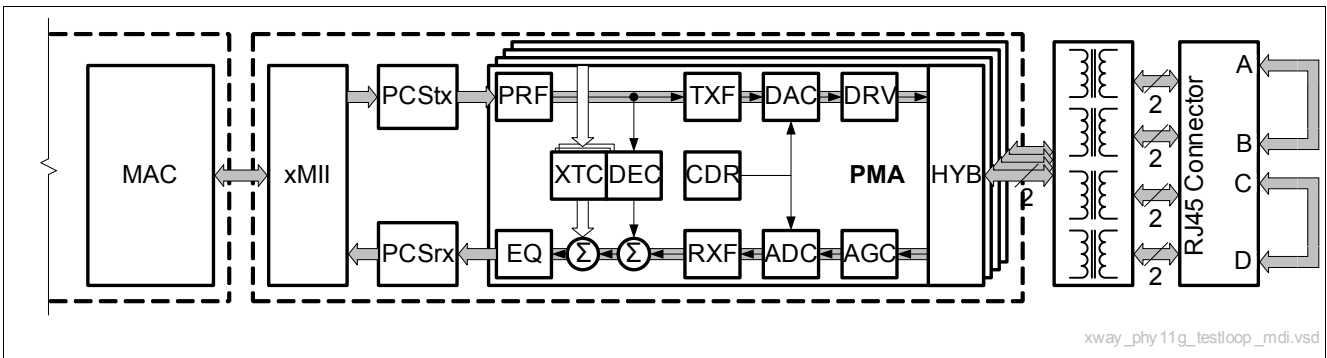 MAC
xMII
PCStx
PCSrx
PRF
TXF
DAC
DRV
XTC
DEC
CDR
PMA
HYB
EQ
Σ
Σ
RXF
ADC
AGC
2
2
2
2
2
RJ45 Connector
A
B
C
D
xway_phy11g_testloop_mdi.vsd